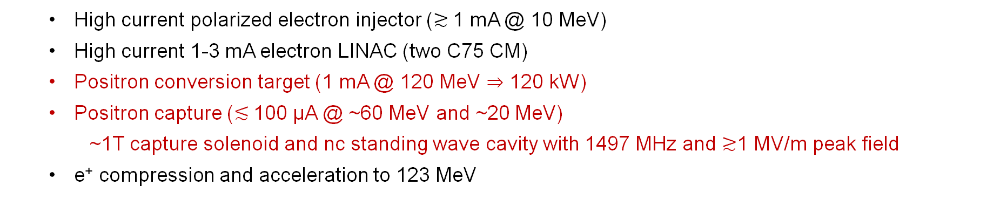 • High current polarized electron injector (≳ 1 mA @ 10 MeV)
• High current 1-3 mA electron LINAC (two C75 CM)
• Positron conversion target (1 mA @ 120 MeV ⇒ 120 kW)
• Positron capture (≲ 100 µA @ ~60 MeV and ~20 MeV)
~1T capture solenoid and nc standing wave cavity with 1497 MHz and ≳1 MV/m peak field
• e⁺ compression and acceleration to 123 MeV